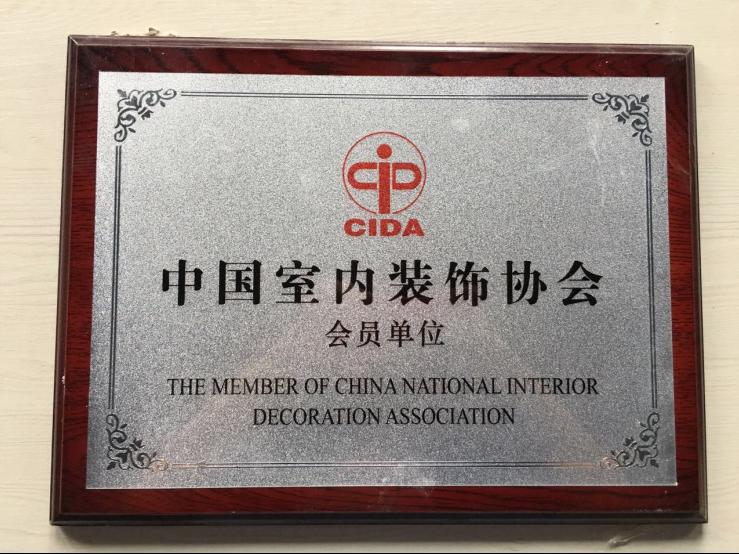 CIDA
中国室内装饰协会
会员单位
THE MEMBER OF CHINA NATIONAL INTERIOR
DECORATION ASSOCIATION